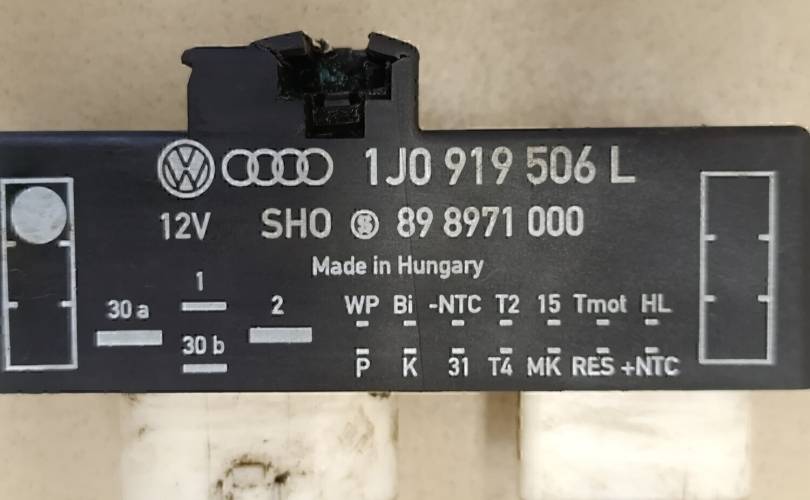 1J0 919 506 L
12V SHO 89 8971 000
Made in Hungary
1
30 a 2 WP Bi -NTC T2 15 Tmot HL
30 b
P K 31 T4 MK RES +NTC